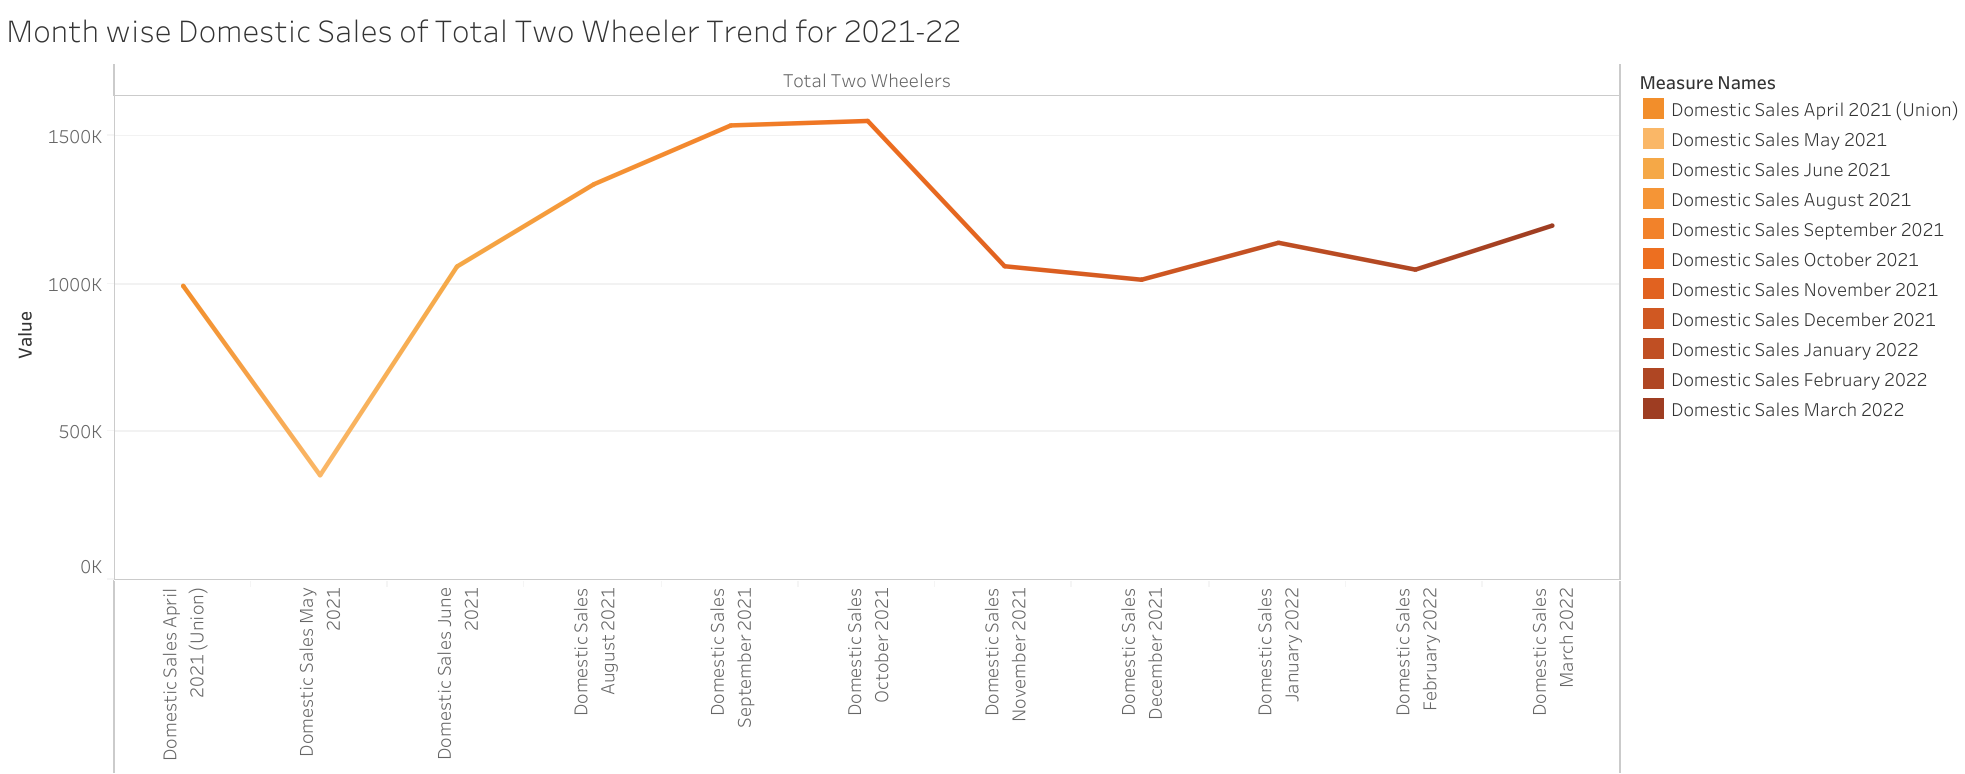 Month wise Domestic Sales of Total Two Wheeler Trend for 2021-22
Total Two Wheelers
Value
1500K
1000K
500K
0K
Domestic Sales April
2021 (Union)
Domestic Sales May
2021
Domestic Sales June
2021
Domestic Sales
August 2021
Domestic Sales
September 2021
Domestic Sales
October 2021
Domestic Sales
November 2021
Domestic Sales
December 2021
Domestic Sales
January 2022
Domestic Sales
February 2022
Domestic Sales
March 2022
Measure Names
Domestic Sales April 2021 (Union)
Domestic Sales May 2021
Domestic Sales June 2021
Domestic Sales August 2021
Domestic Sales September 2021
Domestic Sales October 2021
Domestic Sales November 2021
Domestic Sales December 2021
Domestic Sales January 2022
Domestic Sales February 2022
Domestic Sales March 2022